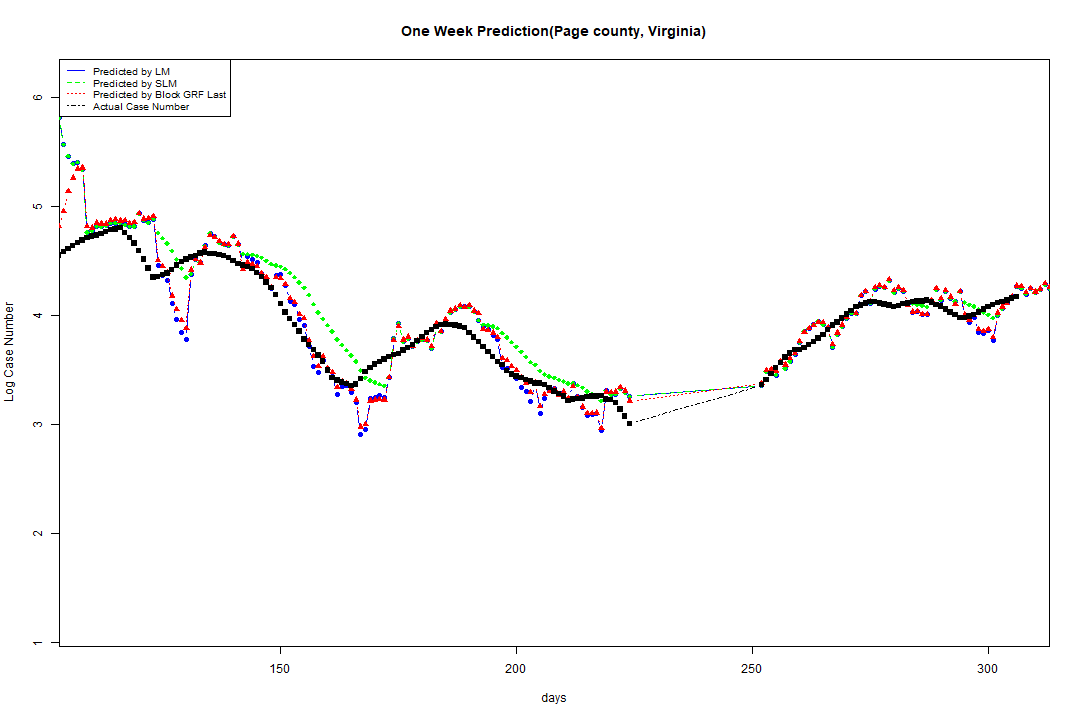 One Week Prediction(Page county, Virginia)
Predicted by LM
Predicted by SLM
Predicted by Block GRF Last
Actual Case Number
Log Case Number
6
5
4
3
2
1
150 200 250 300
days